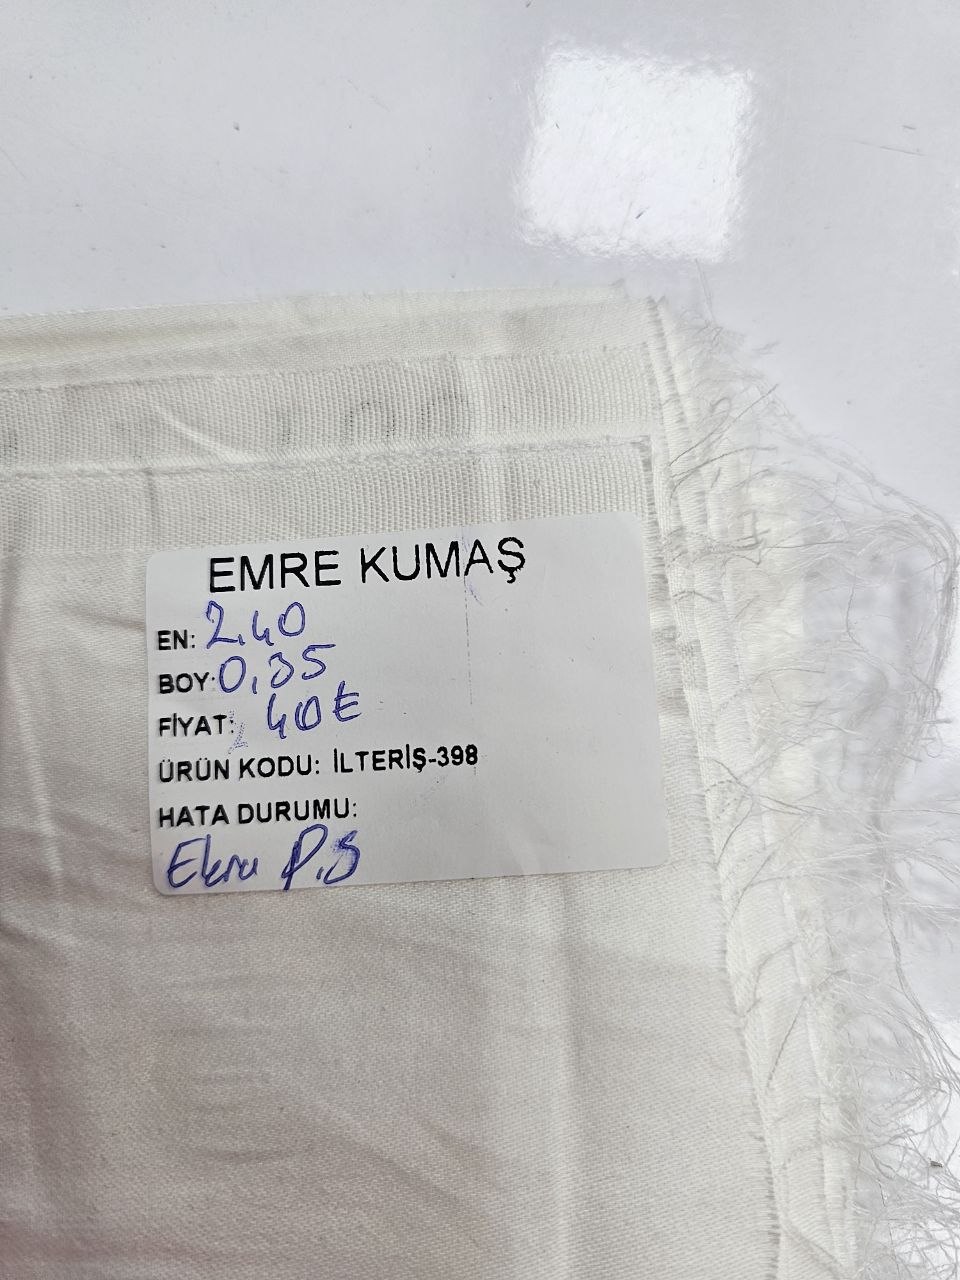 EMRE KUMAŞ
EN: 2.40
BOY: 0,35
FİYAT: 40₺
ÜRÜN KODU: İLTERİŞ-398
HATA DURUMU:
Ekru P.S